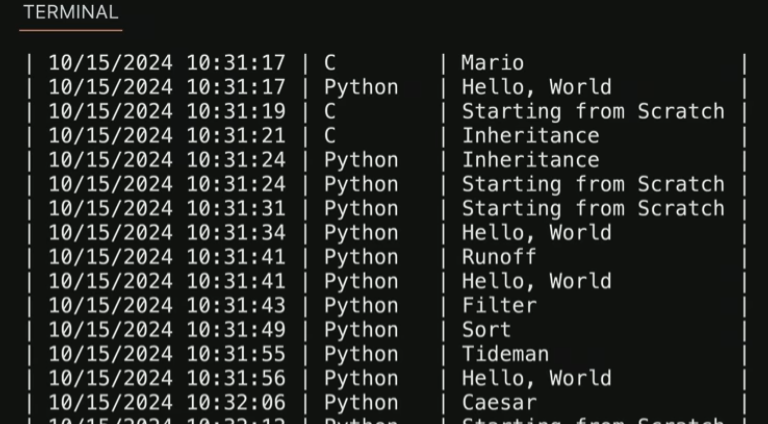 TERMINAL
| 10/15/2024 10:31:17 | C | Mario |
| 10/15/2024 10:31:17 | Python | Hello, World |
| 10/15/2024 10:31:19 | C | Starting from Scratch |
| 10/15/2024 10:31:21 | C | Inheritance |
| 10/15/2024 10:31:24 | Python | Inheritance |
| 10/15/2024 10:31:24 | Python | Starting from Scratch |
| 10/15/2024 10:31:31 | Python | Starting from Scratch |
| 10/15/2024 10:31:34 | Python | Hello, World |
| 10/15/2024 10:31:41 | Python | Runoff |
| 10/15/2024 10:31:41 | Python | Hello, World |
| 10/15/2024 10:31:43 | Python | Filter |
| 10/15/2024 10:31:49 | Python | Sort |
| 10/15/2024 10:31:55 | Python | Tideman |
| 10/15/2024 10:31:56 | Python | Hello, World |
| 10/15/2024 10:32:06 | Python | Caesar |